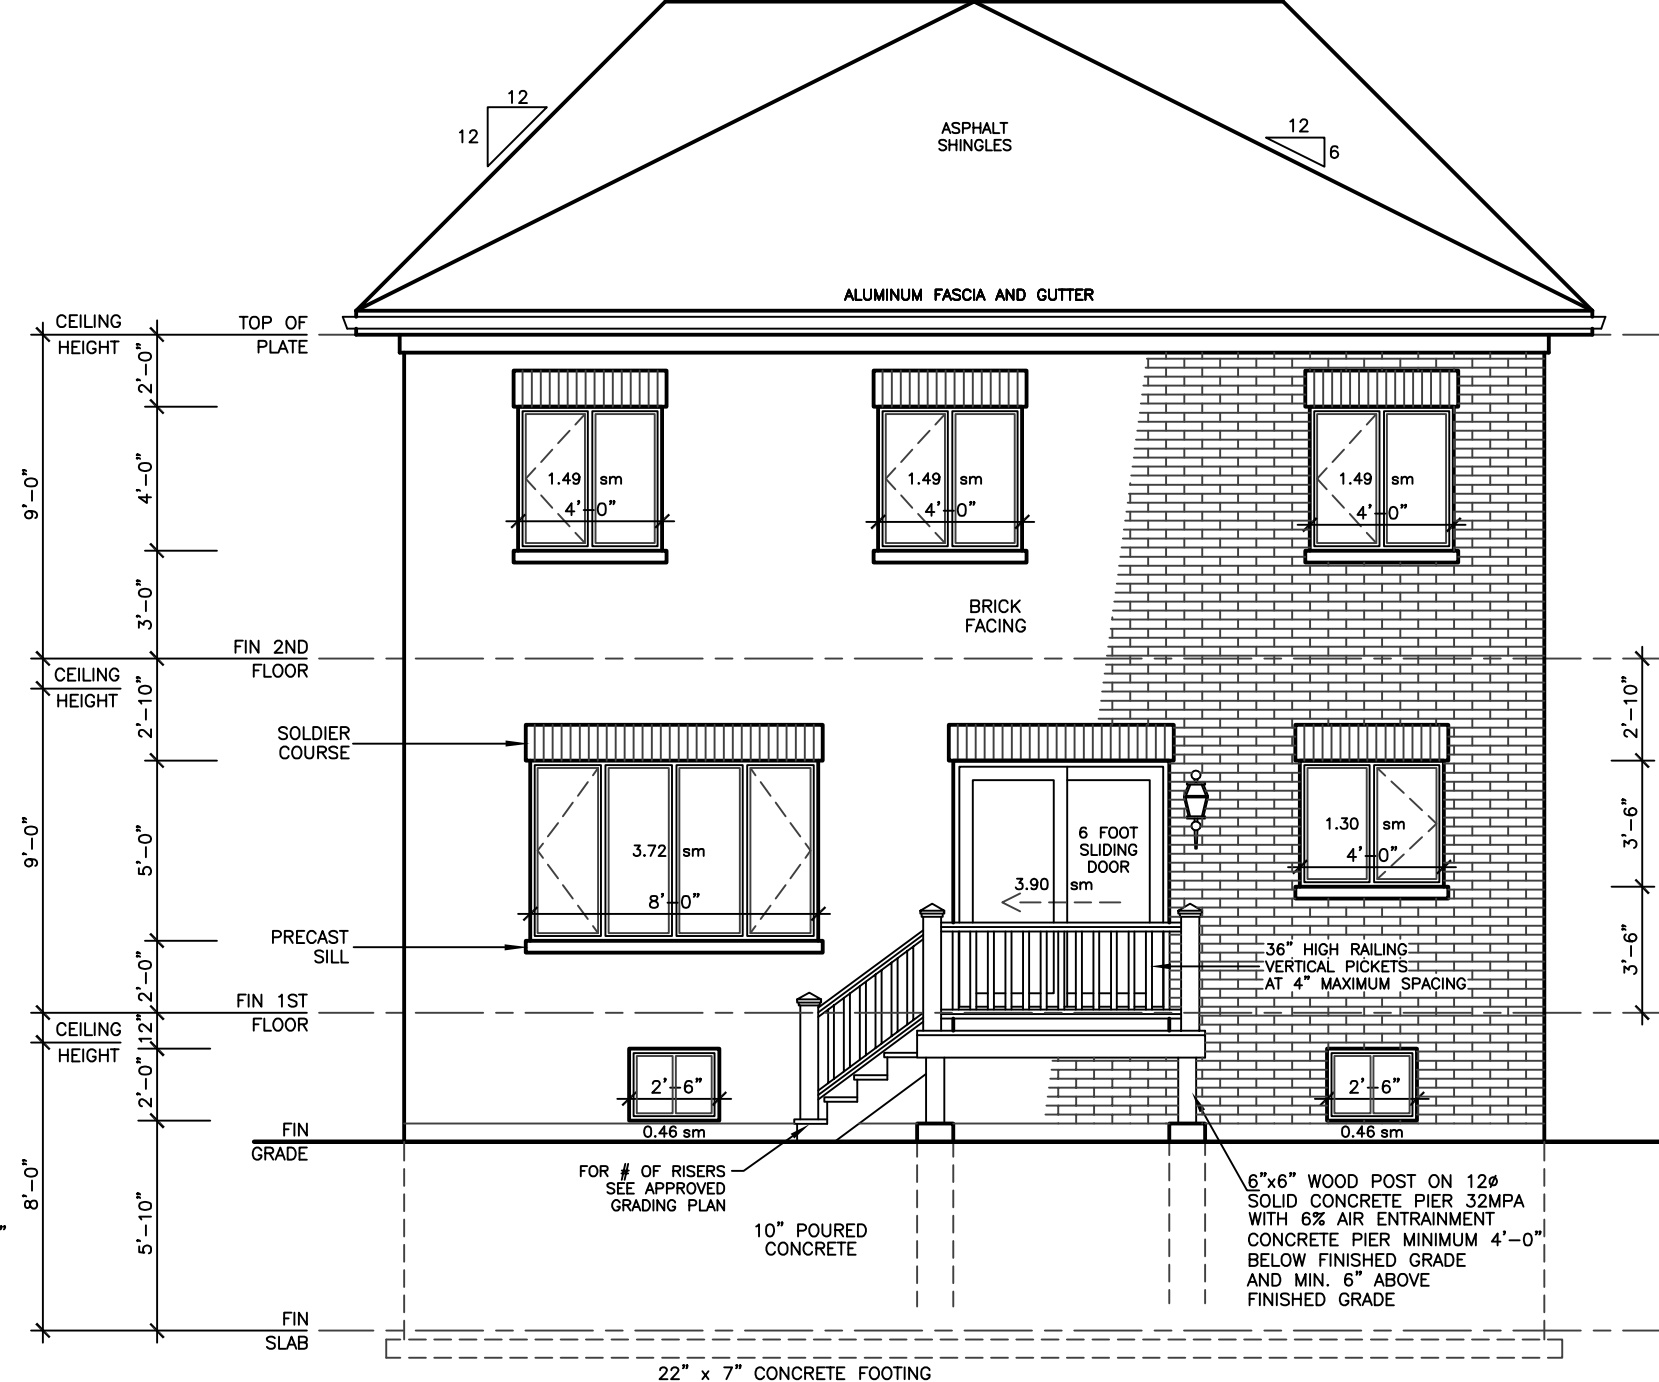 12
12
ASPHALT
SHINGLES
12
6
ALUMINUM FASCIA AND GUTTER
CEILING
HEIGHT
TOP OF
PLATE
2'-0"
4'-0"
3'-0"
9'-0"
1.49 sm
4'-0"
1.49 sm
4'-0"
1.49 sm
4'-0"
BRICK
FACING
FIN 2ND
FLOOR
CEILING
HEIGHT
2'-10"
5'-0"
2'-0"
9'-0"
SOLDIER
COURSE
3.72 sm
8'-0"
6 FOOT
SLIDING
DOOR
3.90 sm
1.30 sm
4'-0"
2'-10"
3'-6"
3'-6"
PRECAST
SILL
36" HIGH RAILING
VERTICAL PICKETS
AT 4" MAXIMUM SPACING
FIN 1ST
FLOOR
CEILING
HEIGHT
12"
2'-0"
5'-10"
8'-0"
2'-6"
0.46 sm
2'-6"
0.46 sm
FIN
GRADE
FOR # OF RISERS
SEE APPROVED
GRADING PLAN
10" POURED
CONCRETE
6"x6" WOOD POST ON 12ø
SOLID CONCRETE PIER 32MPA
WITH 6% AIR ENTRAINMENT
CONCRETE PIER MINIMUM 4'-0"
BELOW FINISHED GRADE
AND MIN. 6" ABOVE
FINISHED GRADE
"
FIN
SLAB
22" x 7" CONCRETE FOOTING